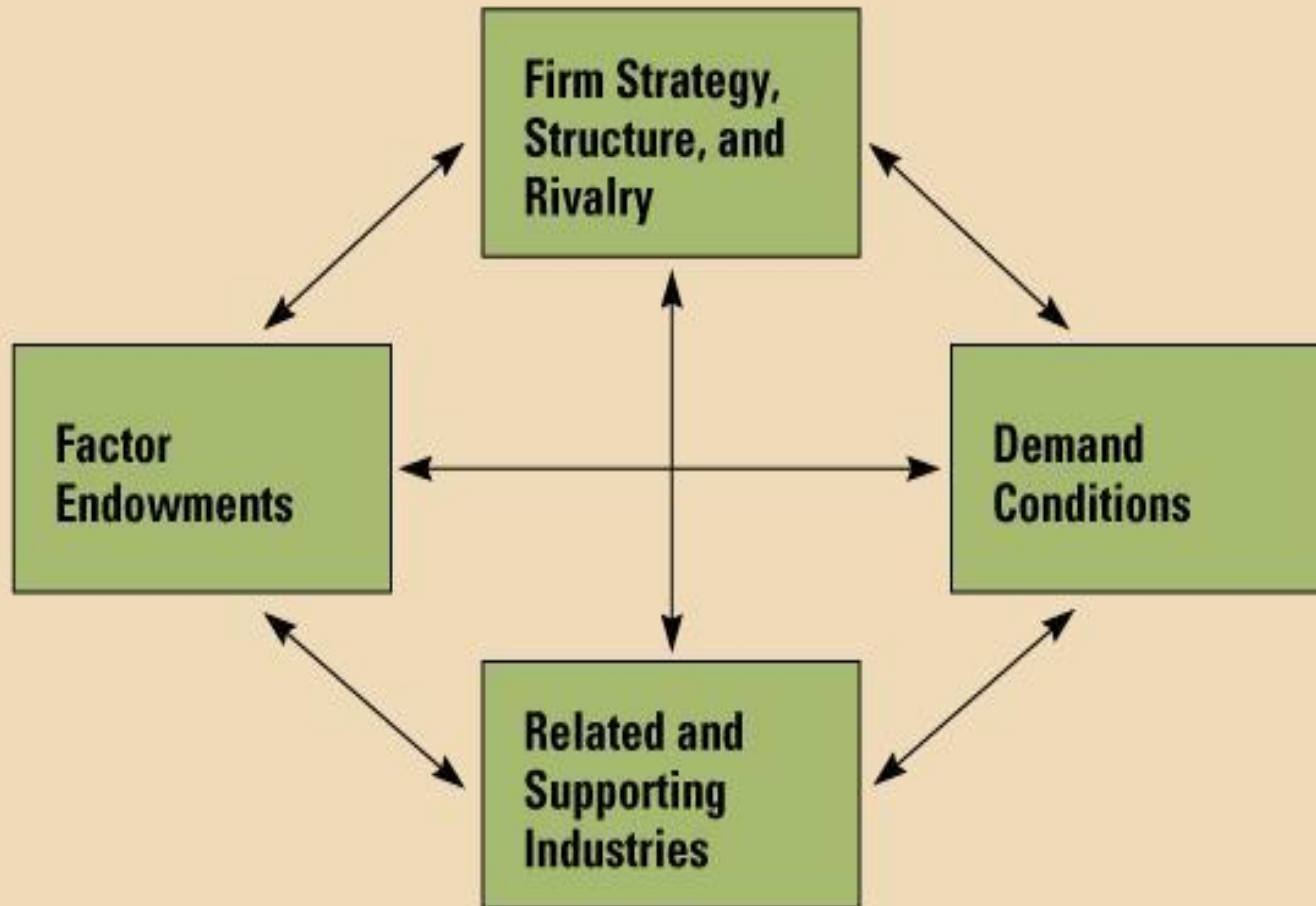 Firm Strategy,
Structure, and
Rivalry
Factor
Endowments
Demand
Conditions
Related and
Supporting
Industries